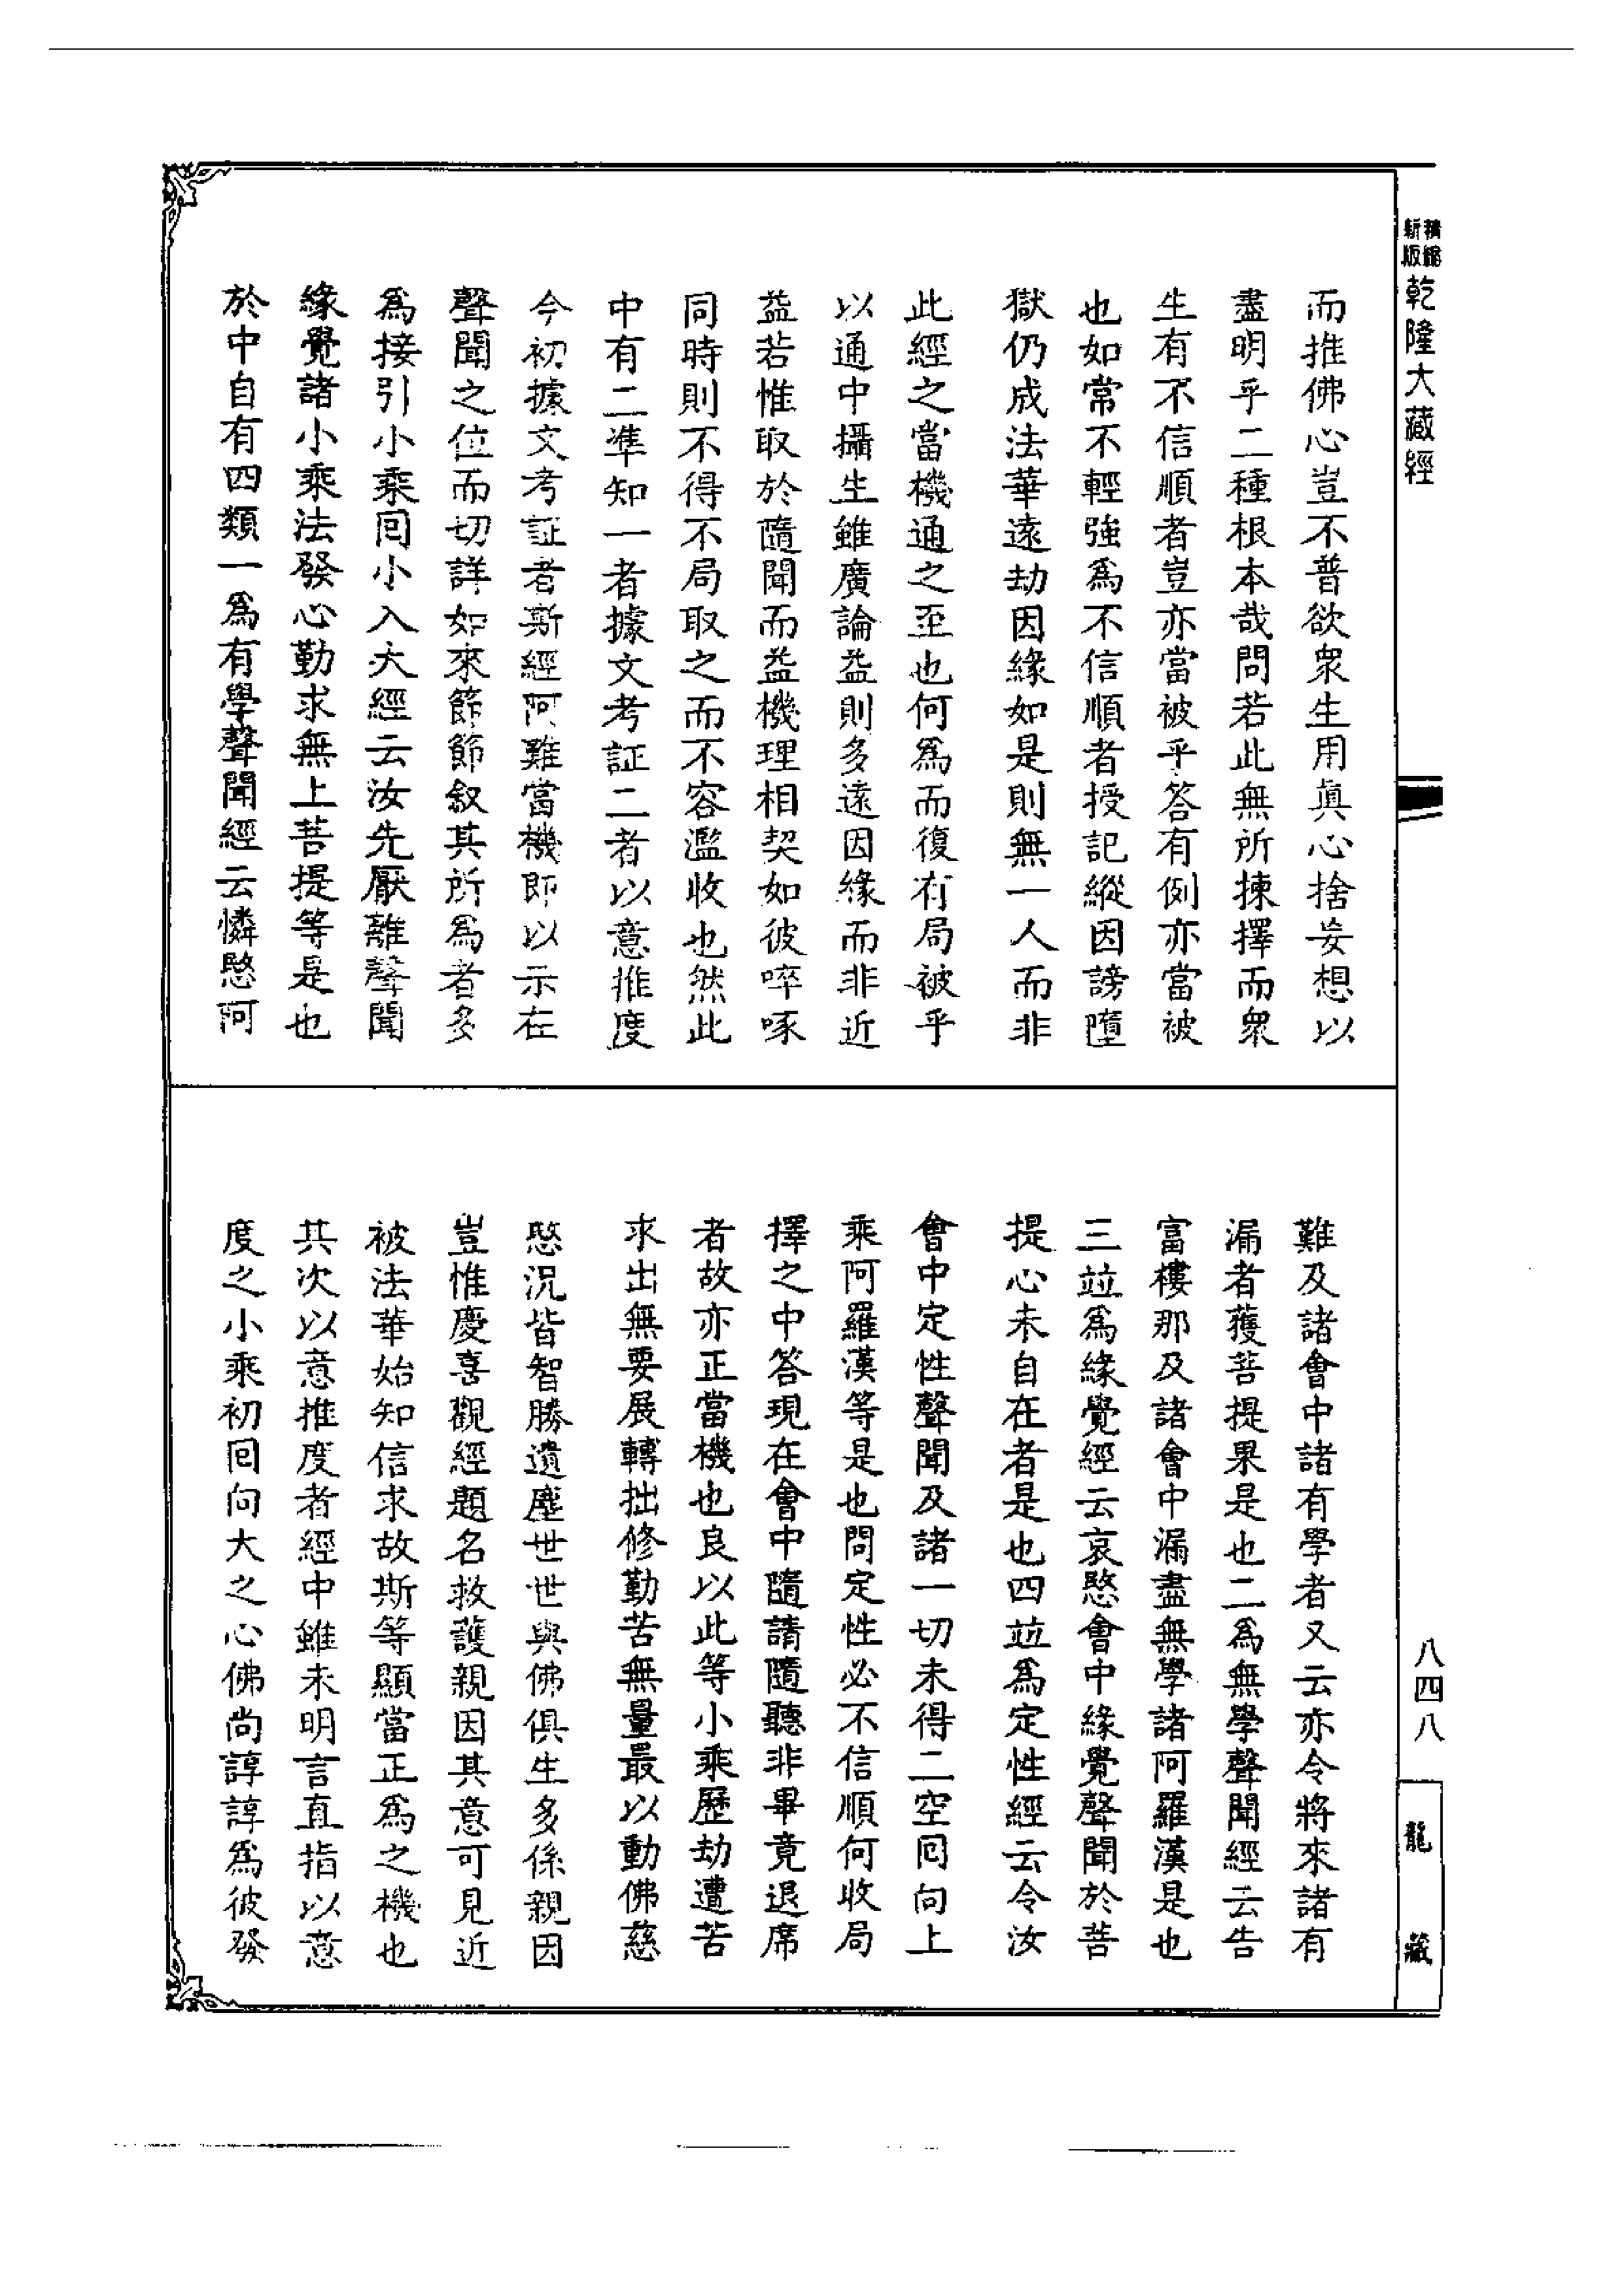 精縮
新版
乾隆大藏經
而推佛心豈不普欲衆生用眞心捨妄想以
盡明乎二種根本哉問若此無所揀擇而衆
生有不信順者豈亦當被乎答有例亦當被
也如常不輕強爲不信順者授記縱因謗墮
獄仍成法華遠劫因緣如是則無一人而非
此經之當機通之至也何爲而復有局被乎
以通中攝生雖廣論益則多遠因緣而非近
益若惟取於隨聞而益機理相契如彼啐啄
同時則不得不局取之而不容濫收也然此
中有二準知一者據文考証二者以意推度
今初據文考証者斯經阿難當機即以示在
聲聞之位而切詳如來節節敘其所爲者多
爲接引小乘回小入大經云汝先厭離聲聞
緣覺諸小乘法發心勤求無上菩提等是也
於中自有四類一爲有學聲聞經云憐愍阿
難及諸會中諸有學者又云亦令將來諸有
漏者獲菩提果是也二爲無學聲聞經云告
富樓那及諸會中漏盡無學諸阿羅漢是也
三竝爲緣覺經云哀愍會中緣覺聲聞於菩
提心未自在者是也四竝爲定性經云令汝
會中定性聲聞及諸一切未得二空回向上
乘阿羅漢等是也問定性必不信順何收局
擇之中答現在會中隨請隨聽非畢竟退席
者故亦正當機也良以此等小乘歷劫遭苦
求出無要展轉拙修勤苦無量最以動佛慈
愍況皆智勝遺塵世世與佛俱生多係親因
豈惟慶喜觀經題名救護親因其意可見近
被法華始知信求故斯等顯當正爲之機也
其次以意推度者經中雖未明言直指以意
度之小乘初回向大之心佛尚諄諄爲彼發
八四八
龍藏